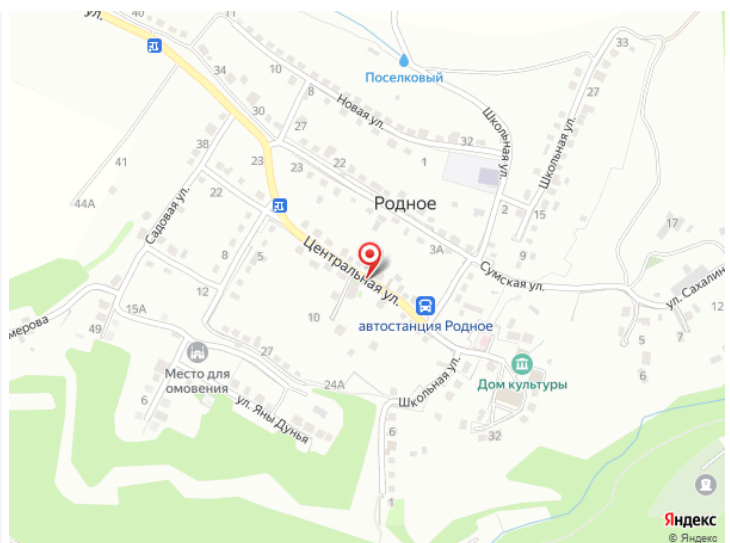 ул.
11
33
34
10
8
Поселковый
27
30
Новая ул.
Школьная ул.
Школьная ул.
27
32
38
41
23
23
22
1
22
44А
Садовая ул.
Родное
2
15
17
8
5
3А
9
Центральная ул.
Сумская ул.
12
12
ул. Сахалин
15А
мерова
49
10
автостанция Родное
5
7
6
27
Место для
омовения
24А
Школьная ул.
Дом культуры
6
ул. Яны Дунья
6
32
1
Яндекс
© Яндекс